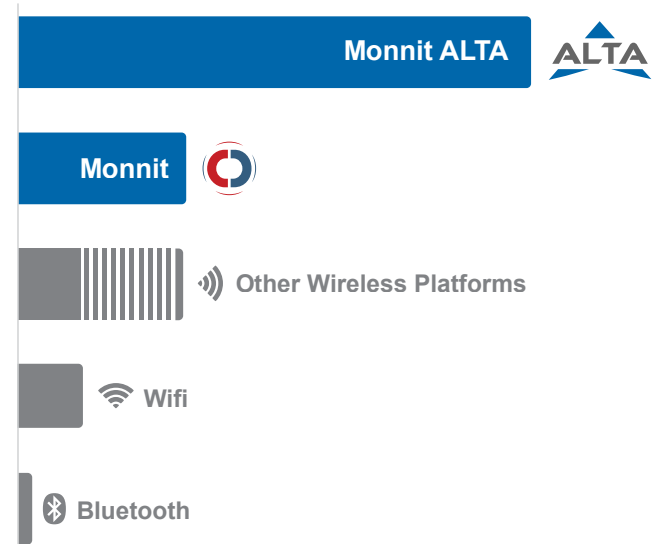 Monnit ALTA
ALTA
Monnit
Other Wireless Platforms
Wifi
Bluetooth